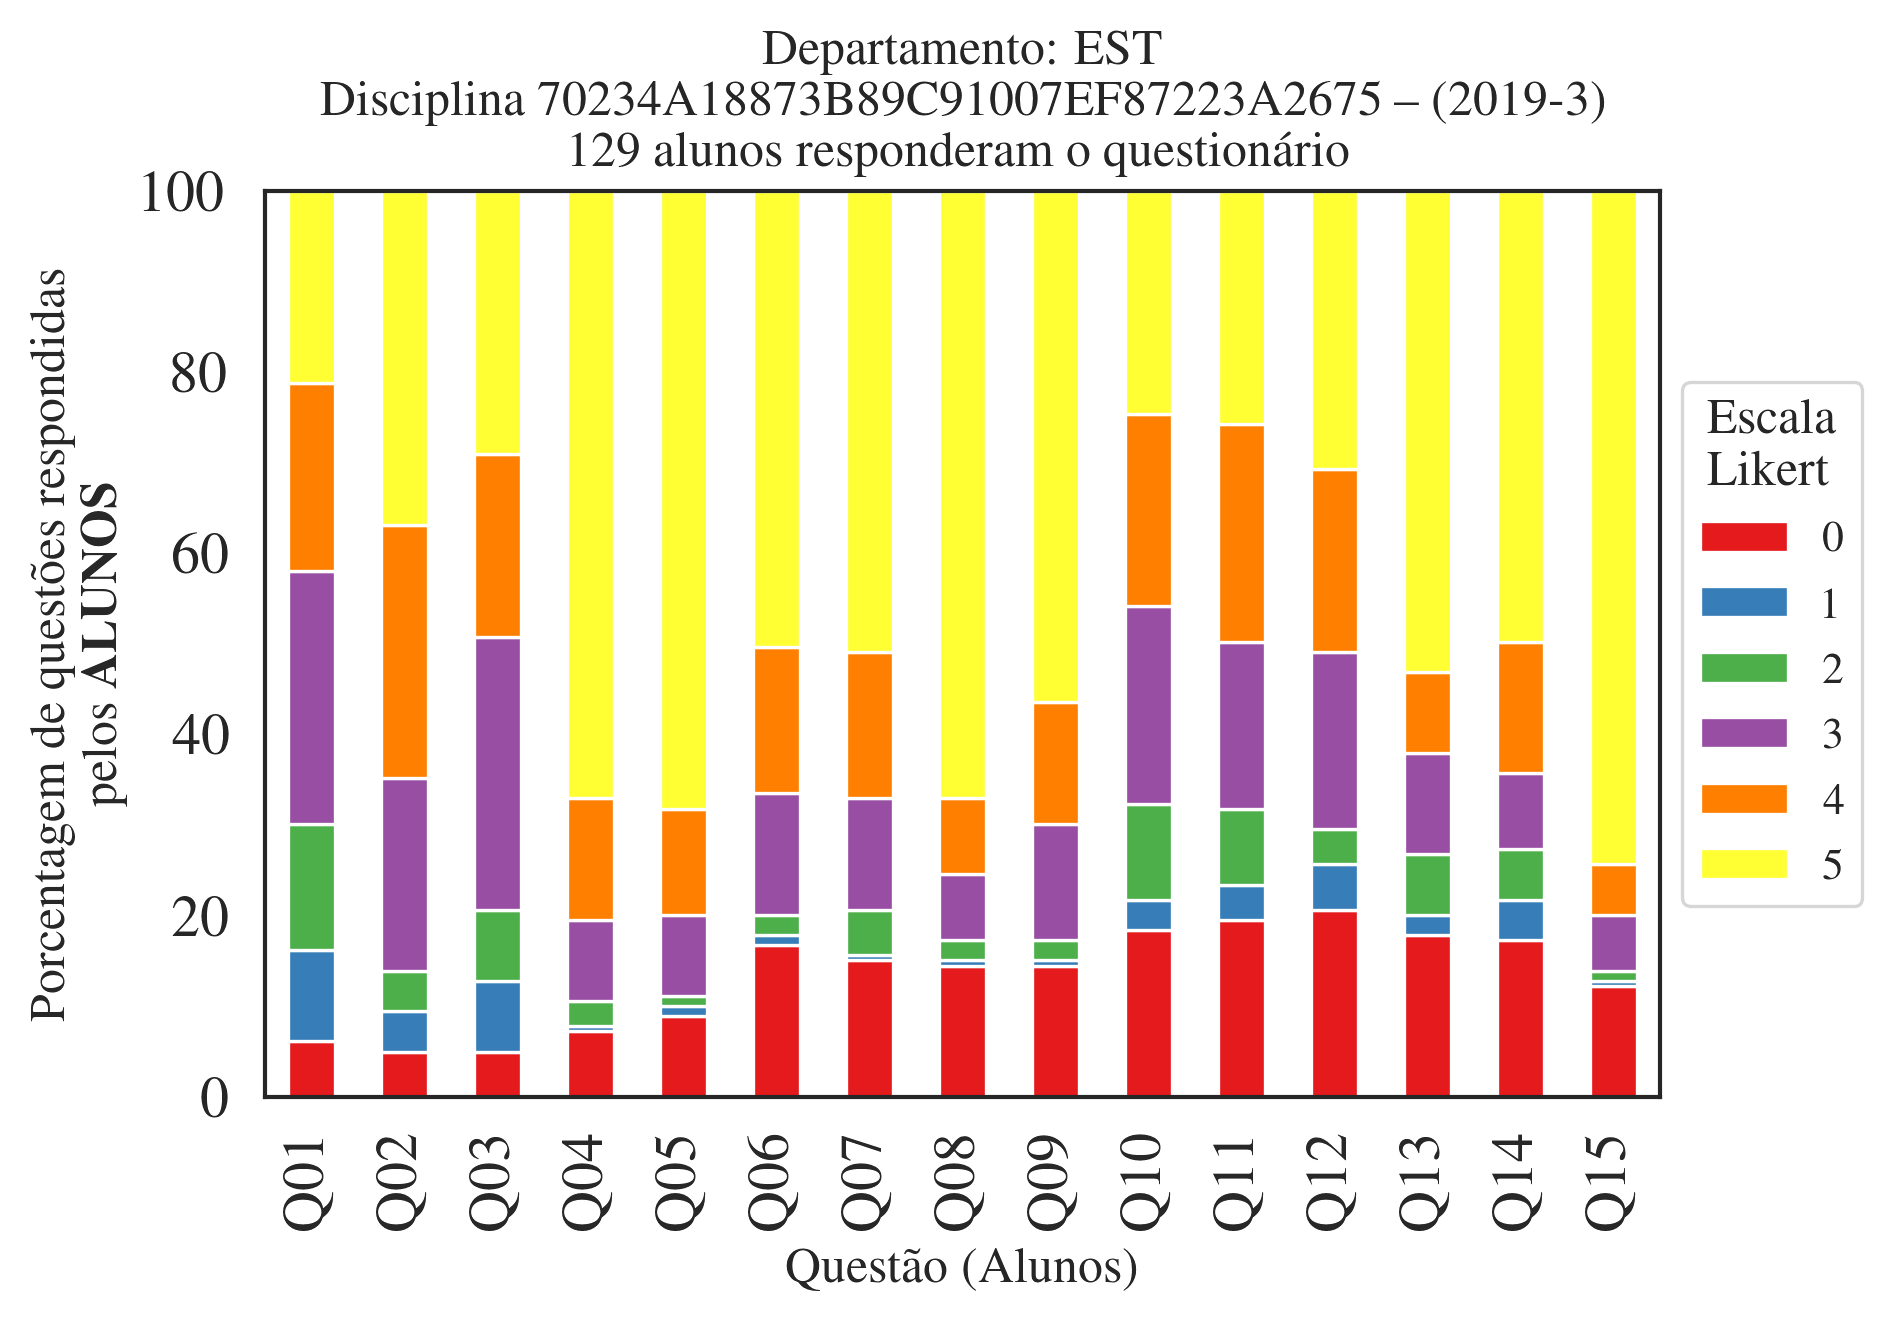 Departamento: EST
Disciplina 70234A18873B89C91007EF87223A2675 – (2019-3)
129 alunos responderam o questionário
Porcentagem de questões respondidas
pelos ALUNOS
100
80
60
40
20
0
Q01
Q02
Q03
Q04
Q05
Q06
Q07
Q08
Q09
Q10
Q11
Q12
Q13
Q14
Q15
Questão (Alunos)
Escala
Likert
0
1
2
3
4
5